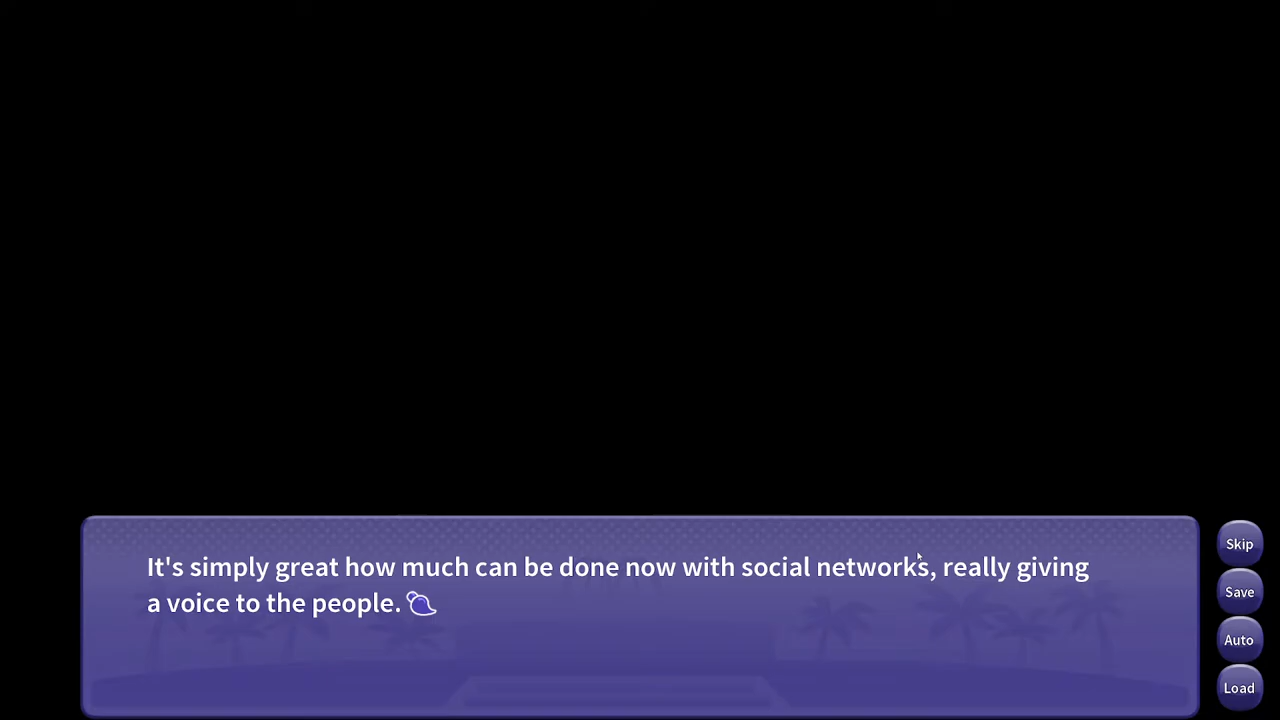 It's simply great how much can be done now with social networks, really giving
a voice to the people.
Skip
Save
Auto
Load